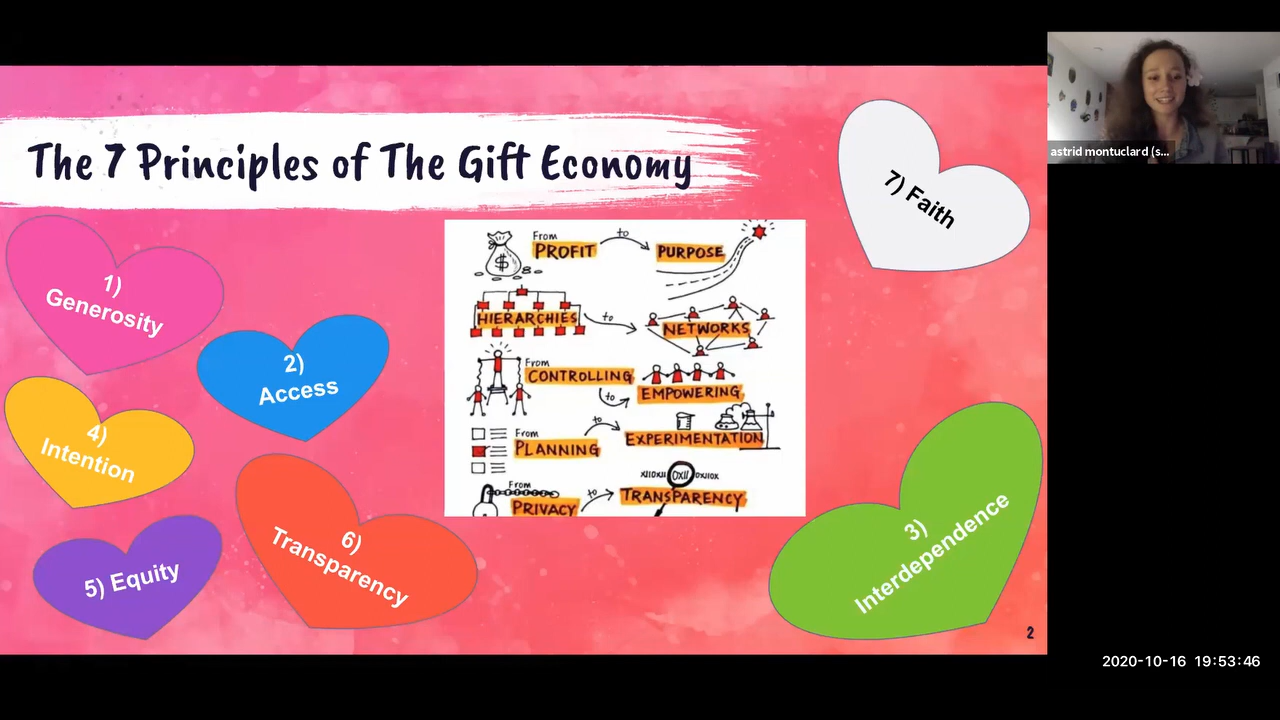 The 7 Principles of The Gift Economy
1)
Generosity
2)
Access
4)
Intention
5) Equity
6)
Transparency
From
PROFIT
to
PURPOSE
$
HIERARCHIES
to
NETWORKS
From
CONTROLLING
to
EMPOWERING
From
PLANNING
to
EXPERIMENTATION
From
PRIVACY
to
TRANSPARENCY
7) Faith
3)
Interdependence
2
astrid montuclard (s...
2020-10-16 19:53:46